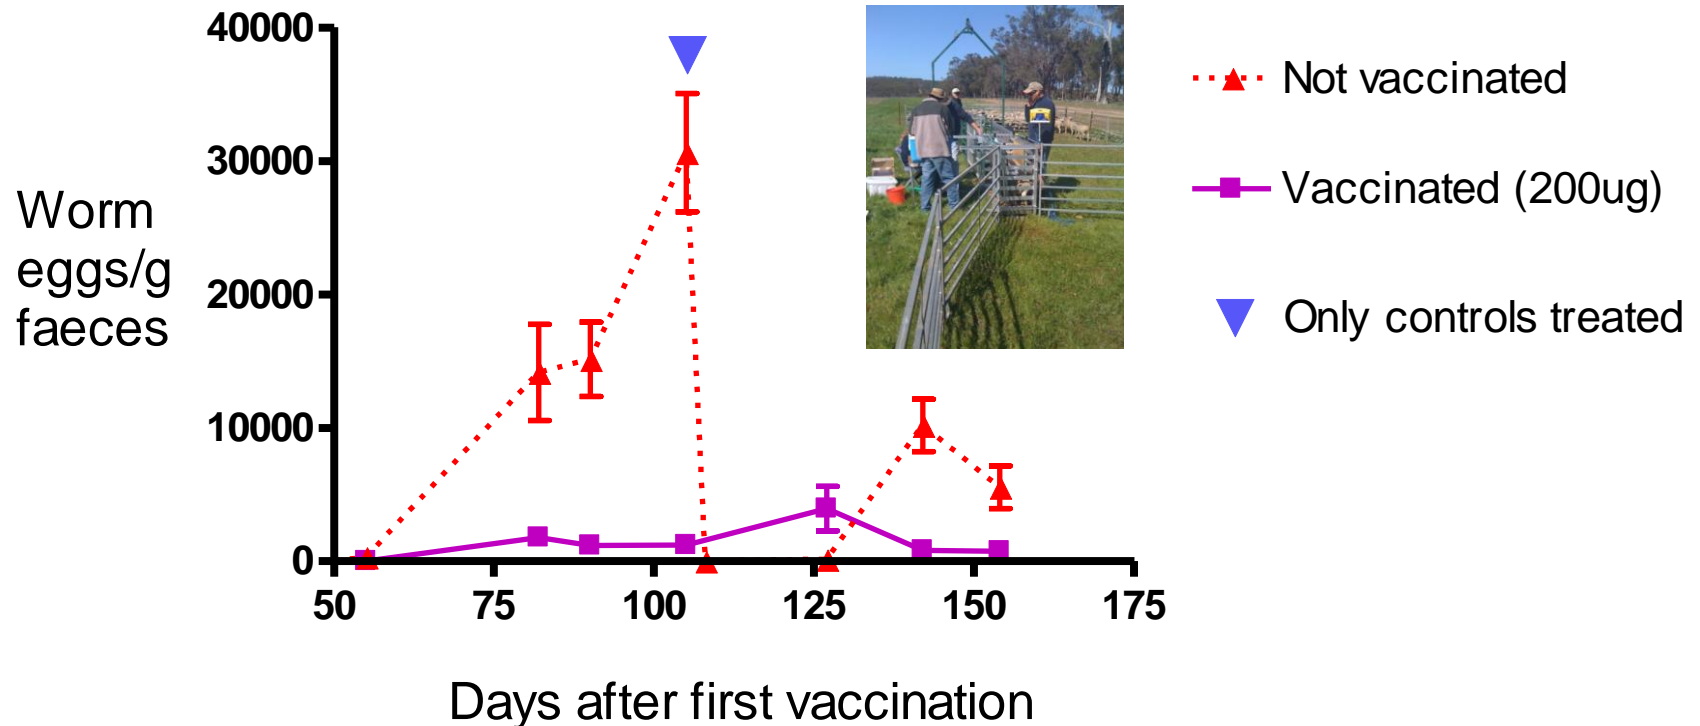 40000
30000
20000
10000
0
Worm
eggs/g
faeces
50 75 100 125 150 175
Days after first vaccination
Not vaccinated
Vaccinated (200ug)
Only controls treated